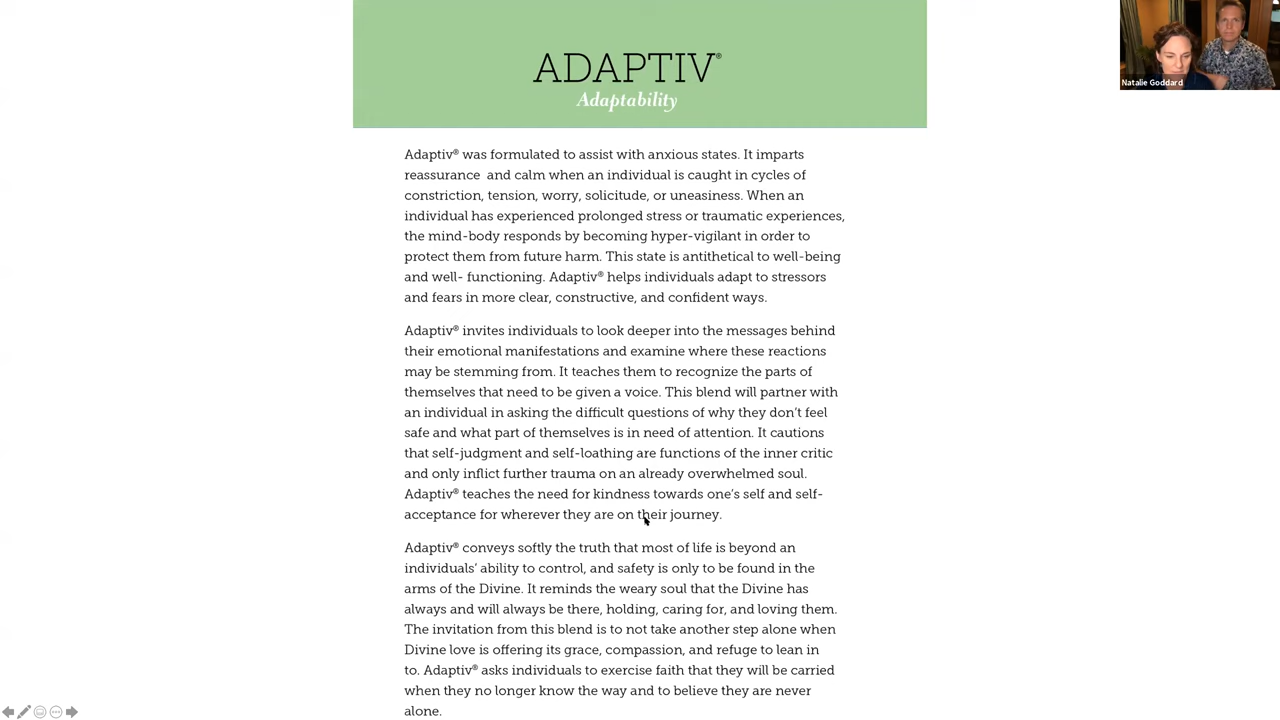 ADAPTIV®
Adaptability
Adaptiv® was formulated to assist with anxious states. It imparts
reassurance and calm when an individual is caught in cycles of
constriction, tension, worry, solicitude, or uneasiness. When an
individual has experienced prolonged stress or traumatic experiences,
the mind-body responds by becoming hyper-vigilant in order to
protect them from future harm. This state is antithetical to well-being
and well- functioning. Adaptiv® helps individuals adapt to stressors
and fears in more clear, constructive, and confident ways.
Adaptiv® invites individuals to look deeper into the messages behind
their emotional manifestations and examine where these reactions
may be stemming from. It teaches them to recognize the parts of
themselves that need to be given a voice. This blend will partner with
an individual in asking the difficult questions of why they don't feel
safe and what part of themselves is in need of attention. It cautions
that self-judgment and self-loathing are functions of the inner critic
and only inflict further trauma on an already overwhelmed soul.
Adaptiv® teaches the need for kindness towards one's self and self-
acceptance for wherever they are on their journey.
Adaptiv® conveys softly the truth that most of life is beyond an
individuals' ability to control, and safety is only to be found in the
arms of the Divine. It reminds the weary soul that the Divine has
always and will always be there, holding, caring for, and loving them.
The invitation from this blend is to not take another step alone when
Divine love is offering its grace, compassion, and refuge to lean in
to. Adaptiv® asks individuals to exercise faith that they will be carried
when they no longer know the way and to believe they are never
alone.
Natalie Goddard